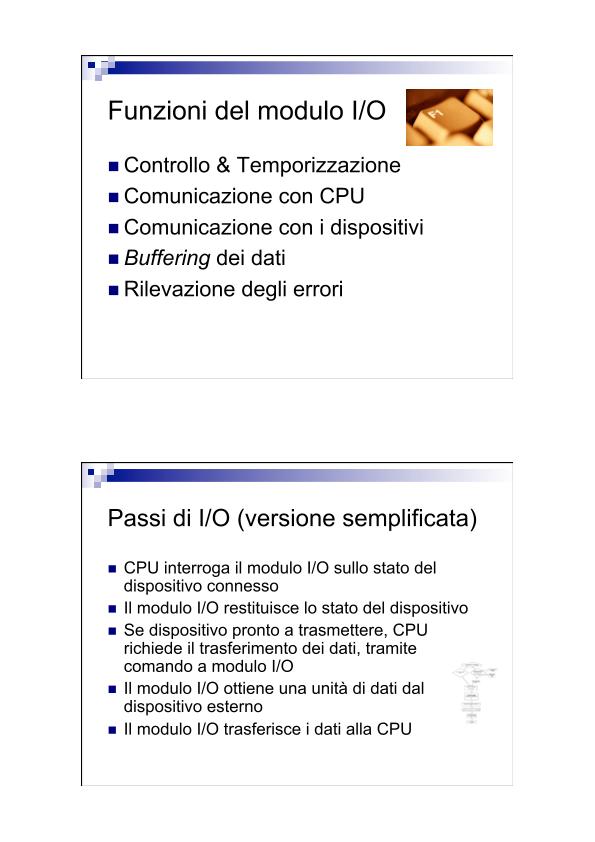 Funzioni del modulo I/O
F1
Controllo & Temporizzazione
Comunicazione con CPU
Comunicazione con i dispositivi
Buffering dei dati
Rilevazione degli errori
Passi di I/O (versione semplificata)
CPU interroga il modulo I/O sullo stato del
dispositivo connesso
Il modulo I/O restituisce lo stato del dispositivo
Se dispositivo pronto a trasmettere, CPU
richiede il trasferimento dei dati, tramite
comando a modulo I/O
Il modulo I/O ottiene una unità di dati dal
dispositivo esterno
Il modulo I/O trasferisce i dati alla CPU